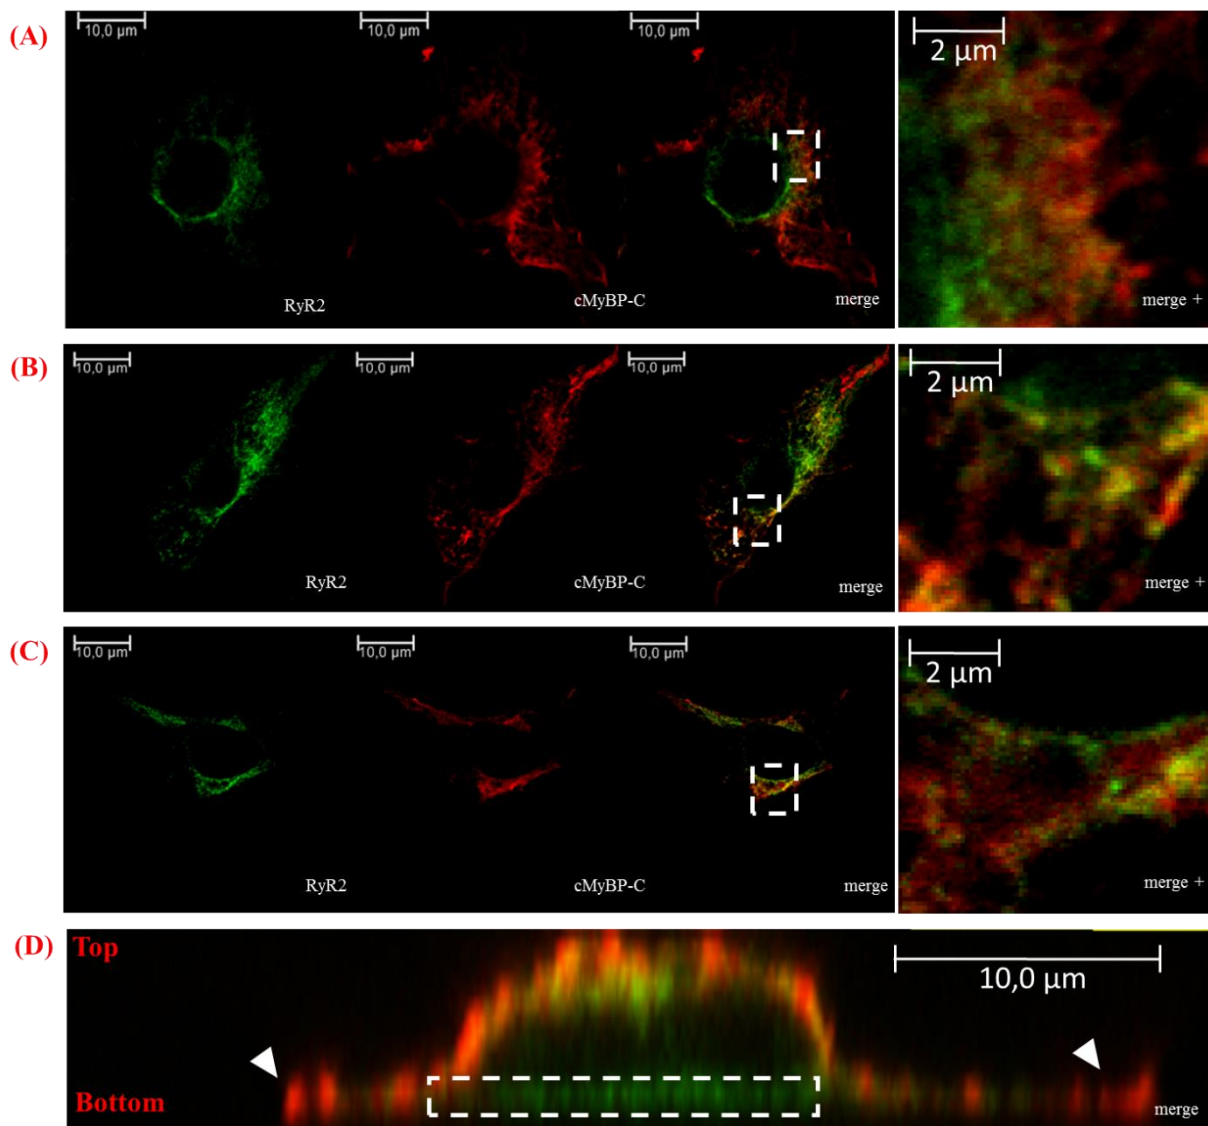 (A)
10,0 µm
10,0 µm
10,0 µm
2 µm
RyR2
cMyBP-C
merge
merge +
(B)
10,0 µm
10,0 µm
10,0 µm
2 µm
RyR2
cMyBP-C
merge
merge +
(C)
10,0 µm
10,0 µm
10,0 µm
2 µm
RyR2
cMyBP-C
merge
merge +
(D)
Top
10,0 µm
Bottom
merge